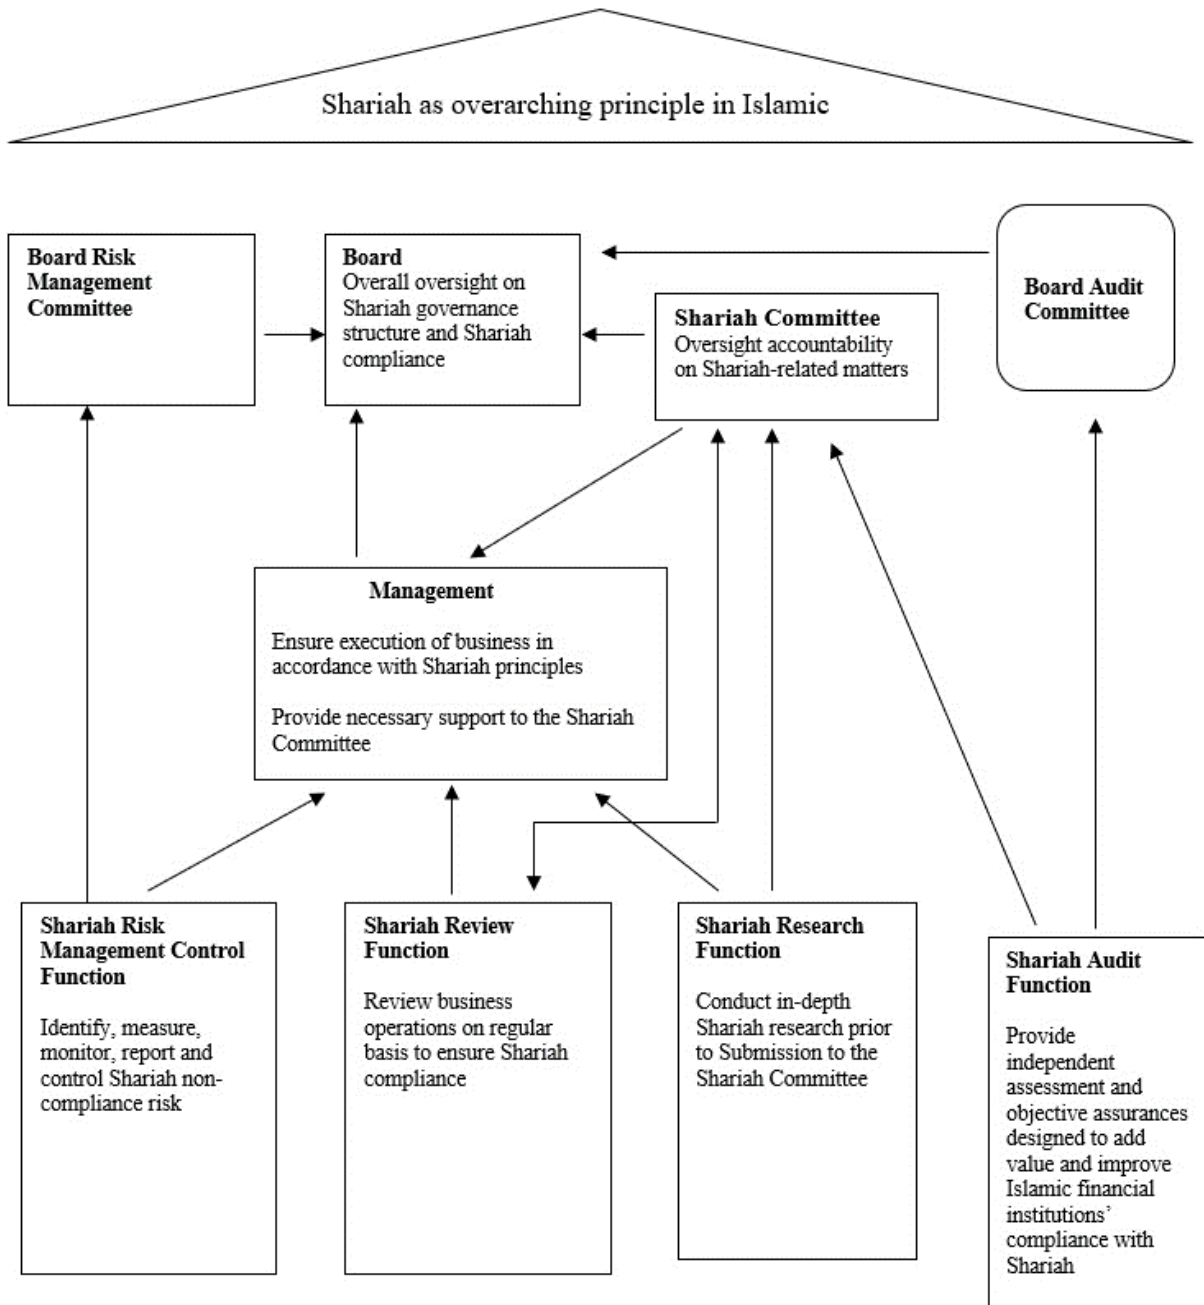 Shariah as overarching principle in Islamic
Board Risk
Management
Committee
Board
Overall oversight on
Shariah governance
structure and Shariah
compliance
Shariah Committee
Oversight accountability
on Shariah-related matters
Board Audit
Committee
Management
Ensure execution of business in
accordance with Shariah principles
Provide necessary support to the Shariah
Committee
Shariah Risk
Management Control
Function
Identify, measure,
monitor, report and
control Shariah non-
compliance risk
Shariah Review
Function
Review business
operations on regular
basis to ensure Shariah
compliance
Shariah Research
Function
Conduct in-depth
Shariah research prior
to Submission to the
Shariah Committee
Shariah Audit
Function
Provide
independent
assessment and
objective assurances
designed to add
value and improve
Islamic financial
institutions’
compliance with
Shariah